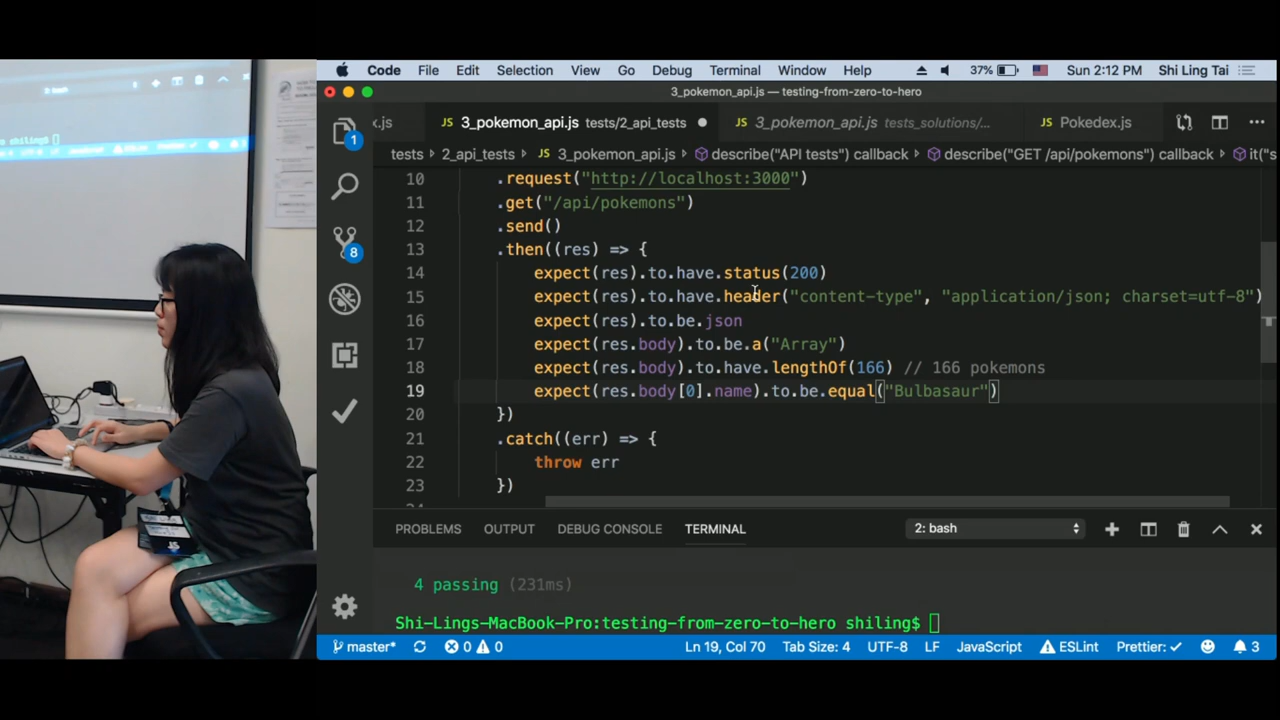 Code File Edit Selection View Go Debug Terminal Window Help 37% Sun 2:12 PM Shi Ling Tai
3_pokemon_api.js — testing-from-zero-to-hero
x.js JS 3_pokemon_api.js tests/2_api_tests JS 3_pokemon_api.js tests_solutions/... JS Pokedex.js
tests 2_api_tests JS 3_pokemon_api.js describe("API tests") callback describe("GET /api/pokemons") callback it("s
10 .request("http://localhost:3000")
11 .get("/api/pokemons")
12 .send()
13 .then((res) => {
14 expect(res).to.have.status(200)
15 expect(res).to.have.header("content-type", "application/json; charset=utf-8")
16 expect(res).to.be.json
17 expect(res.body).to.be.a("Array")
18 expect(res.body).to.have.lengthOf(166) // 166 pokemons
19 expect(res.body[0].name).to.be.equal("Bulbasaur")
20 })
21 .catch((err) => {
22 throw err
23 })
1
8
PROBLEMS OUTPUT DEBUG CONSOLE TERMINAL 2: bash
4 passing (231ms)
Shi-Lings-MacBook-Pro:testing-from-zero-to-hero shiling$
master* 0 0 Ln 19, Col 70 Tab Size: 4 UTF-8 LF JavaScript ESLint Prettier: ✓ 3